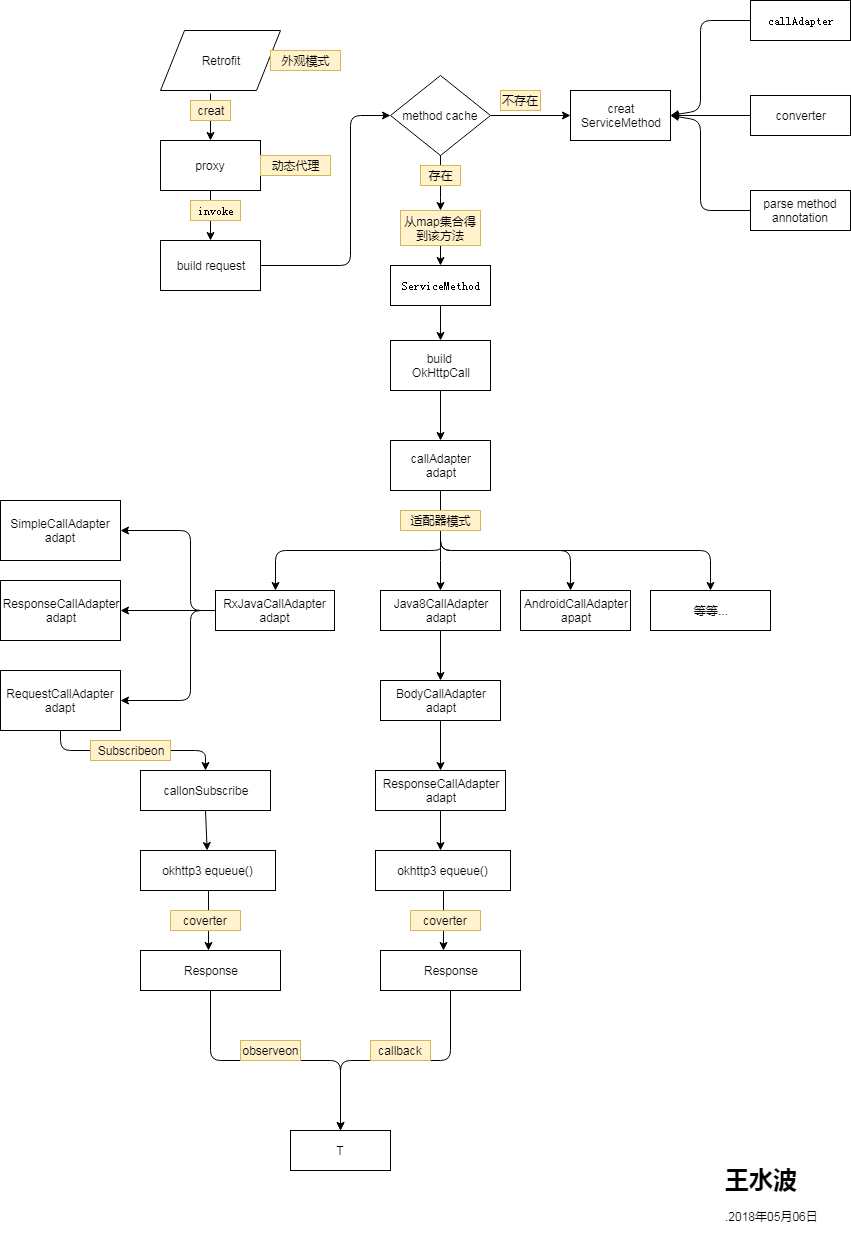 callAdapter
Retrofit
外观模式
creat
method cache
不存在
creat
ServiceMethod
converter
proxy
动态代理
存在
invoke
parse method
annotation
从map集合得
到该方法
build request
ServiceMethod
build
OkHttpCall
callAdapter
adapt
适配器模式
SimpleCallAdapter
adapt
ResponseCallAdapter
adapt
RxJavaCallAdapter
adapt
Java8CallAdapter
adapt
AndroidCallAdapter
apapt
等等...
RequestCallAdapter
adapt
BodyCallAdapter
adapt
Subscribeon
callonSubscribe
ResponseCallAdapter
adapt
okhttp3 equeue()
okhttp3 equeue()
coverter
coverter
Response
Response
observeon
callback
T
王水波
.2018年05月06日